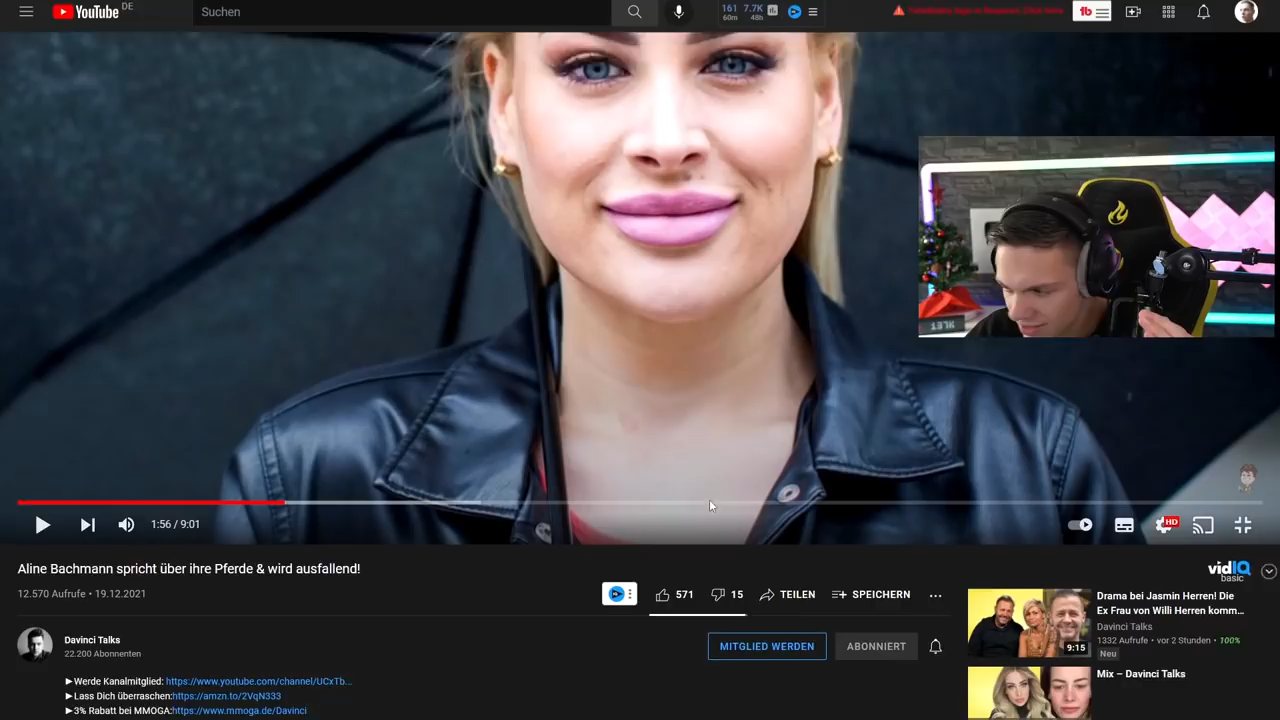 YouTube DE
Suchen
161 7.7K
60m 48h
1:56 / 9:01
HD
Aline Bachmann spricht über ihre Pferde & wird ausfallend!
12.570 Aufrufe • 19.12.2021
571 15 TEILEN SPEICHERN
Davinci Talks
22.200 Abonnenten
MITGLIED WERDEN
ABONNIERT
►Werde Kanalmitglied: https://www.youtube.com/channel/UCxTb...
►Lass Dich überraschen:https://amzn.to/2VqN333
►3% Rabatt bei MMOGA:https://www.mmoga.de/Davinci
vidIQ
basic
Drama bei Jasmin Herren! Die
Ex Frau von Willi Herren komm...
Davinci Talks
1332 Aufrufe • vor 2 Stunden • 100%
Neu
9:15
Mix – Davinci Talks